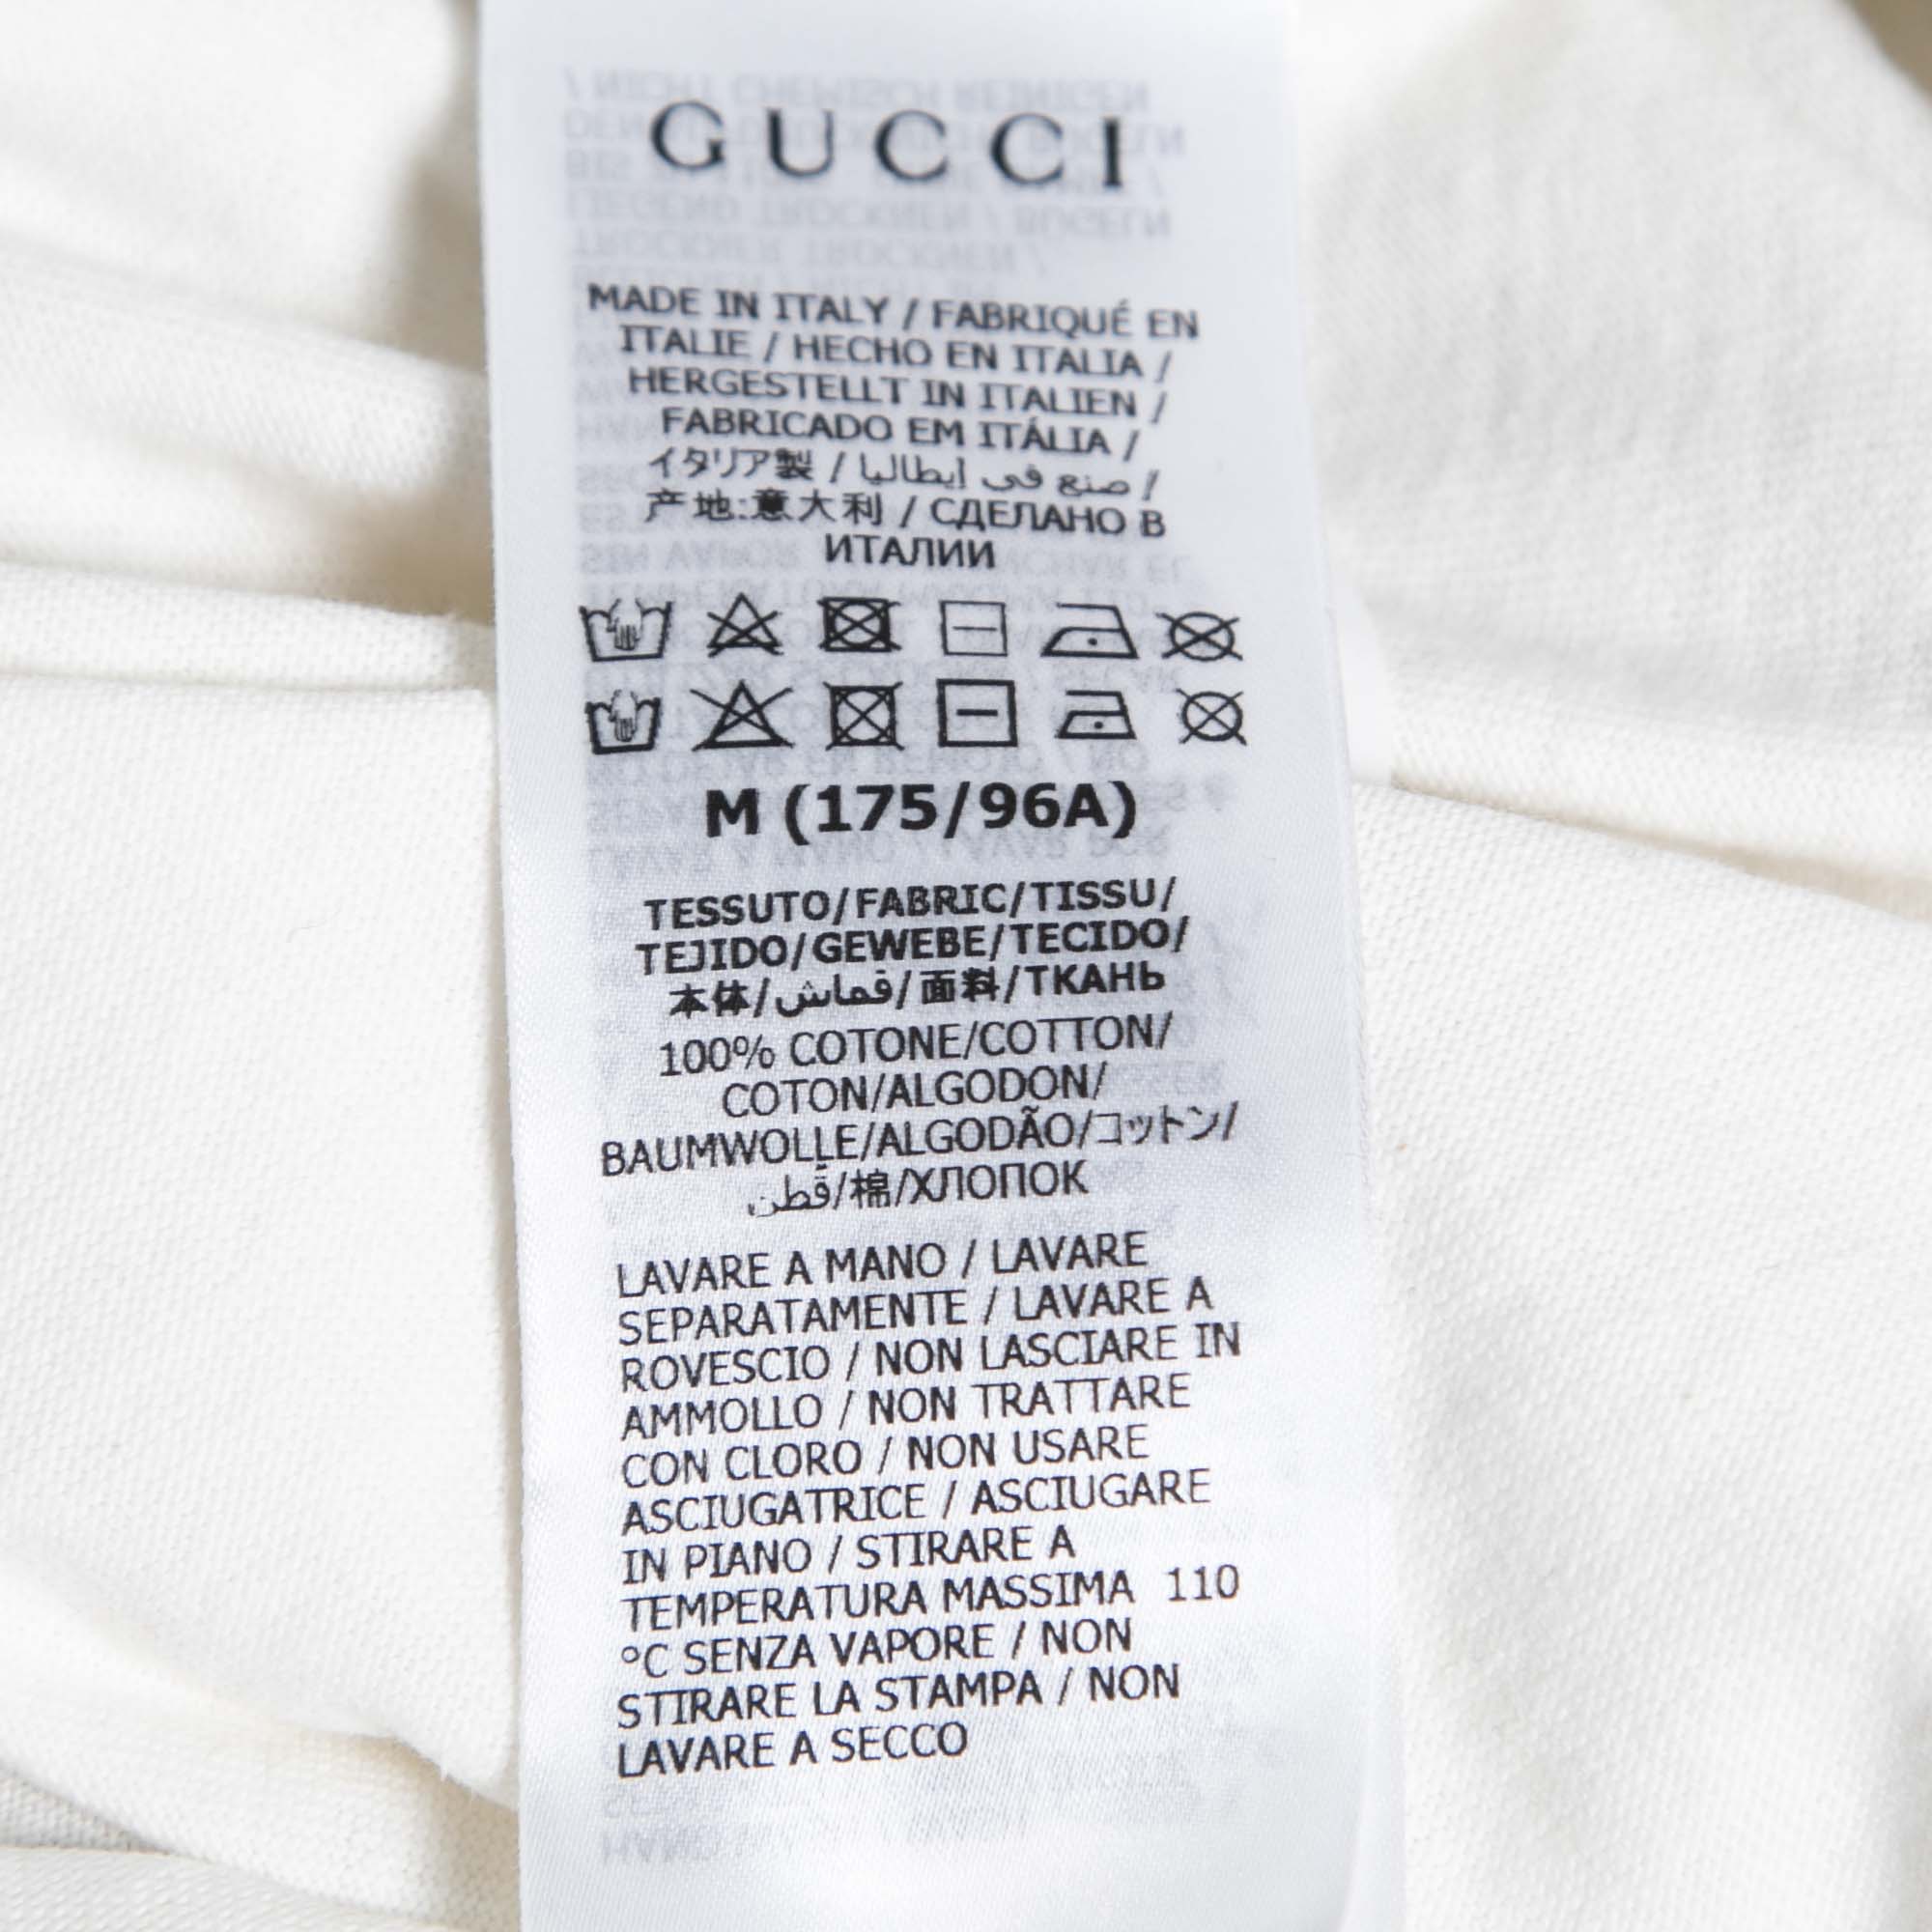 GUCCI
MADE IN ITALY / FABRIQUÉ EN
ITALIE / HECHO EN ITALIA /
HERGESTELLT IN ITALIEN /
FABRICADO EM ITÁLIA /
イタリア製 / صنع في إيطاليا /
产地:意大利 / СДЕЛАНО В
ИТАЛИИ
M (175/96A)
TESSUTO/FABRIC/TISSU/
TEJIDO/GEWEBE/TECIDO/
本体/قماش/面料/ТКАНЬ
100% COTONE/COTTON/
COTON/ALGODON/
BAUMWOLLE/ALGODÃO/コットン/
قطن/棉/ХЛОПОК
LAVARE A MANO / LAVARE
SEPARATAMENTE / LAVARE A
ROVESCIO / NON LASCIARE IN
AMMOLLO / NON TRATTARE
CON CLORO / NON USARE
ASCIUGATRICE / ASCIUGARE
IN PIANO / STIRARE A
TEMPERATURA MASSIMA 110
°C SENZA VAPORE / NON
STIRARE LA STAMPA / NON
LAVARE A SECCO